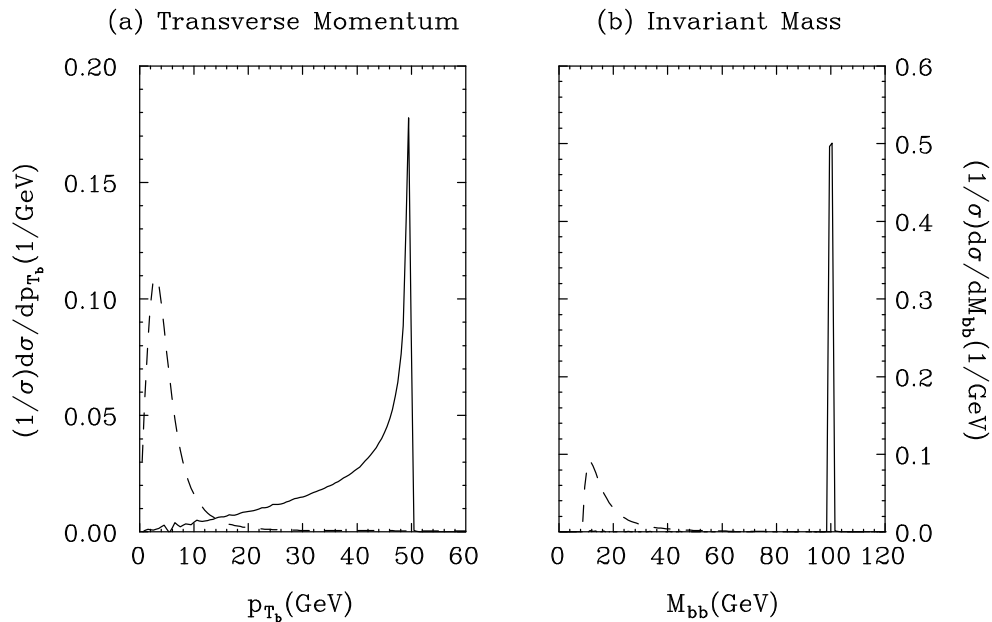 (a) Transverse Momentum
(b) Invariant Mass
(1/σ)dσ/dp_{T_b}(1/GeV)
0.20
0.15
0.10
0.05
0.00
0 10 20 30 40 50 60
p_{T_b}(GeV)
0.6
0.5
0.4
0.3
0.2
0.1
0.0
0 20 40 60 80 100 120
M_{bb}(GeV)
(1/σ)dσ/dM_{bb}(1/GeV)